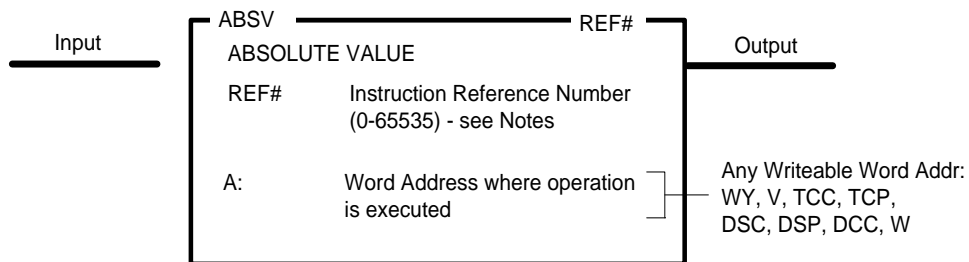 ABSV
REF#
Input
Output
ABSOLUTE VALUE
REF# Instruction Reference Number
(0-65535) - see Notes
A: Word Address where operation
is executed
Any Writeable Word Addr:
WY, V, TCC, TCP,
DSC, DSP, DCC, W